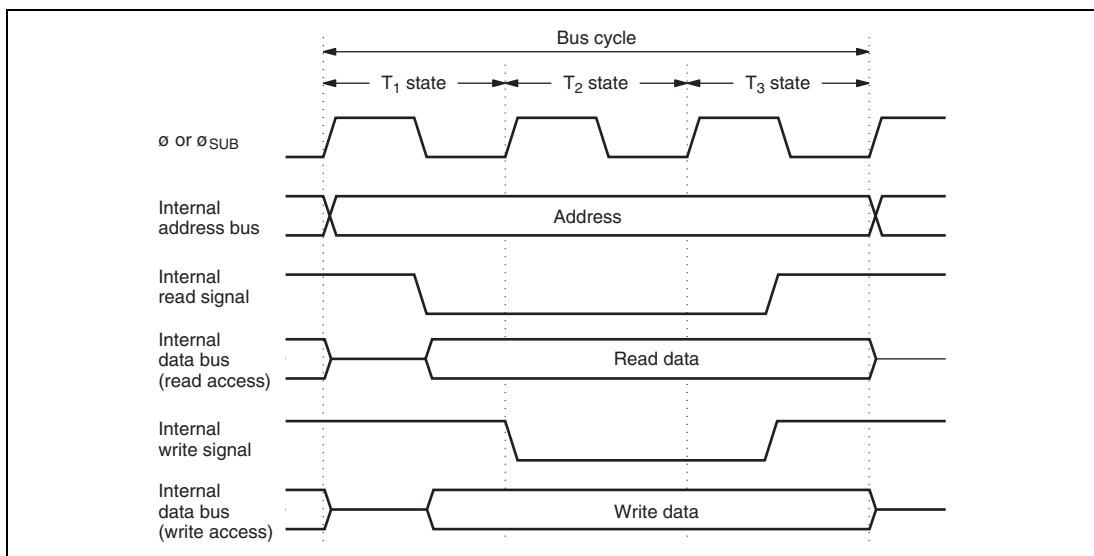 Bus cycle
T₁ state
T₂ state
T₃ state
ø or øSUB
Internal
address bus
Address
Internal
read signal
Internal
data bus
(read access)
Read data
Internal
write signal
Internal
data bus
(write access)
Write data